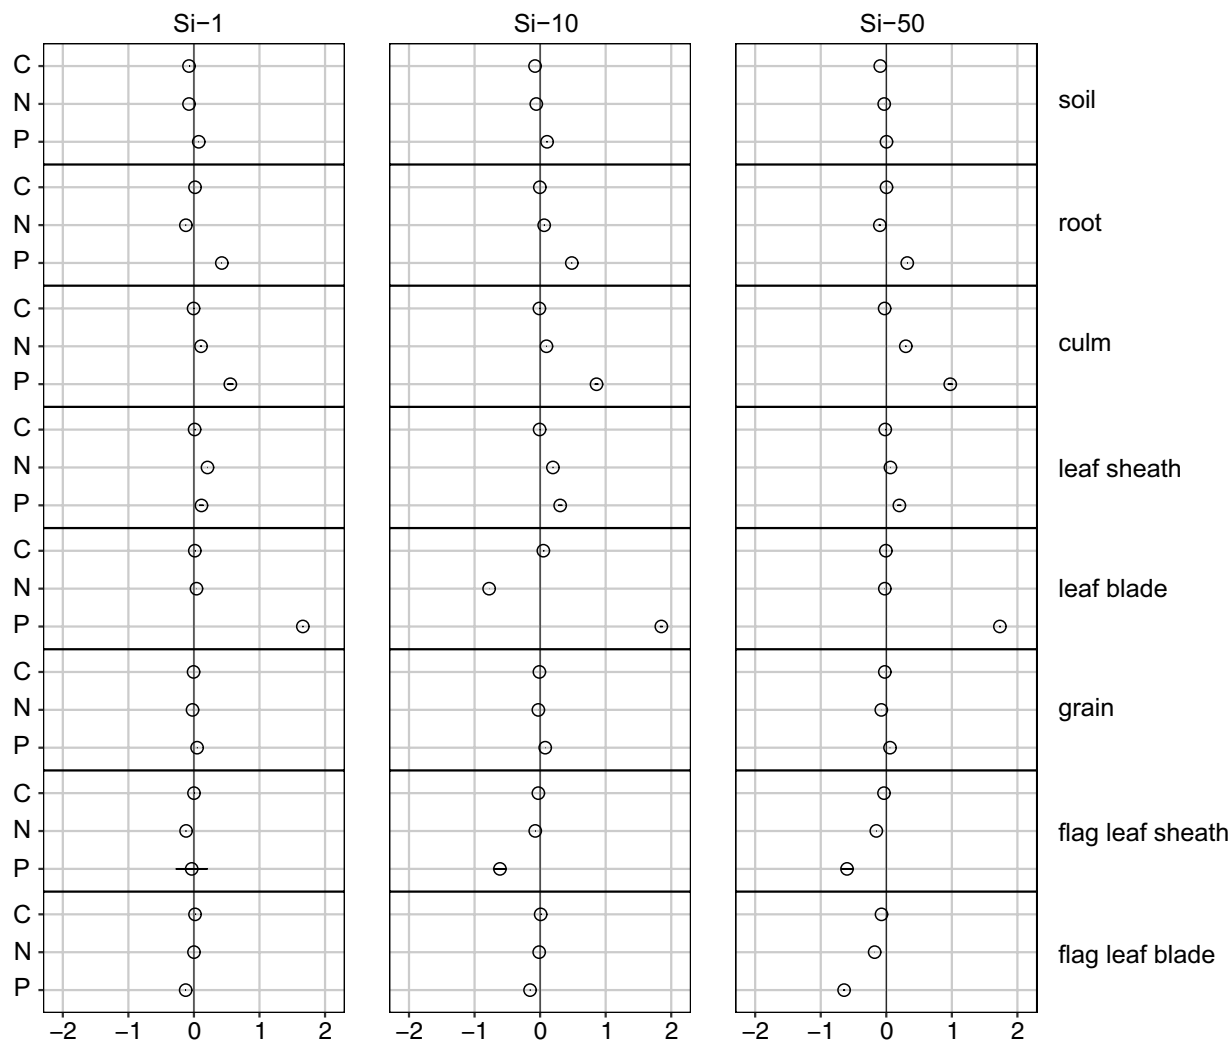 Si−1 Si−10 Si−50
C
N soil
P
C
N root
P
C
N culm
P
C
N leaf sheath
P
C
N leaf blade
P
C
N grain
P
C
N flag leaf sheath
P
C
N flag leaf blade
P
−2 −1 0 1 2 −2 −1 0 1 2 −2 −1 0 1 2